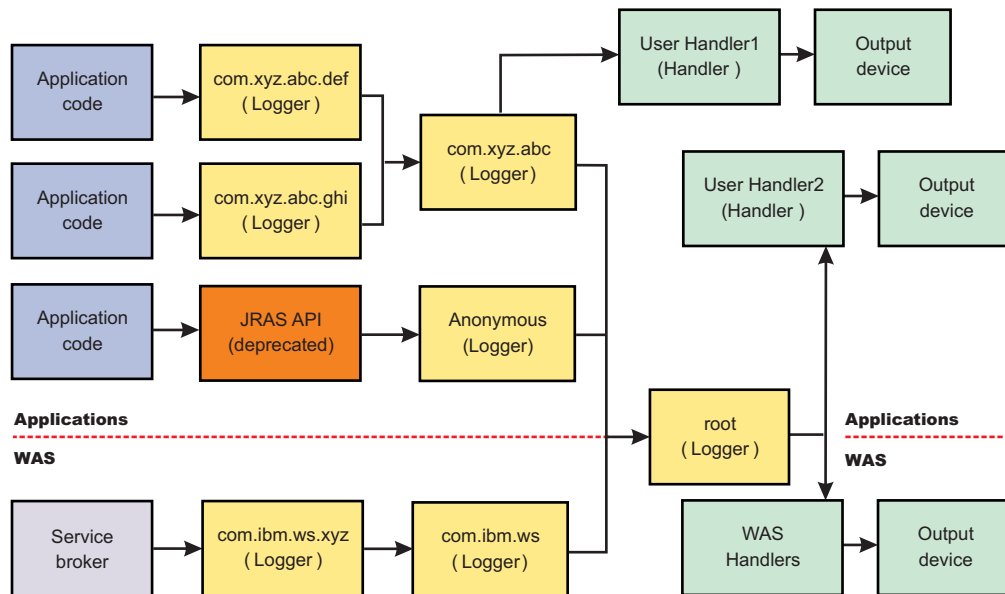 Application
code
com.xyz.abc.def
( Logger )
User Handler1
(Handler )
Output
device
com.xyz.abc
( Logger)
Application
code
com.xyz.abc.ghi
( Logger )
User Handler2
(Handler )
Output
device
Application
code
JRAS API
(deprecated)
Anonymous
(Logger)
Applications
WAS
root
( Logger )
Applications
WAS
Service
broker
com.ibm.ws.xyz
( Logger )
com.ibm.ws
( Logger )
WAS
Handlers
Output
device